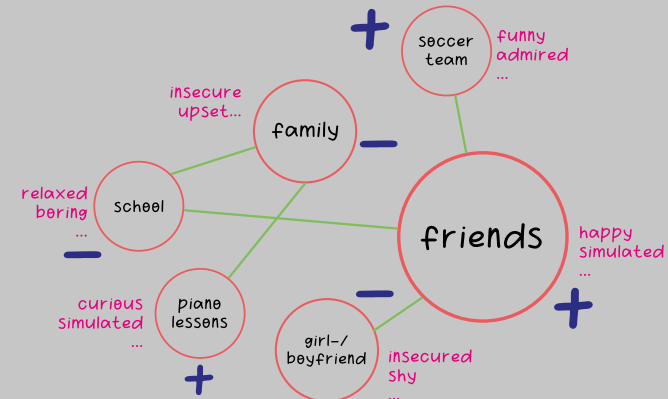 soccer
team
funny
admired
...
insecure
upset...
family
relaxed
boring
...
school
friends
happy
simulated
...
curious
simulated
...
piano
lessons
girl-/
boyfriend
insecured
shy
...